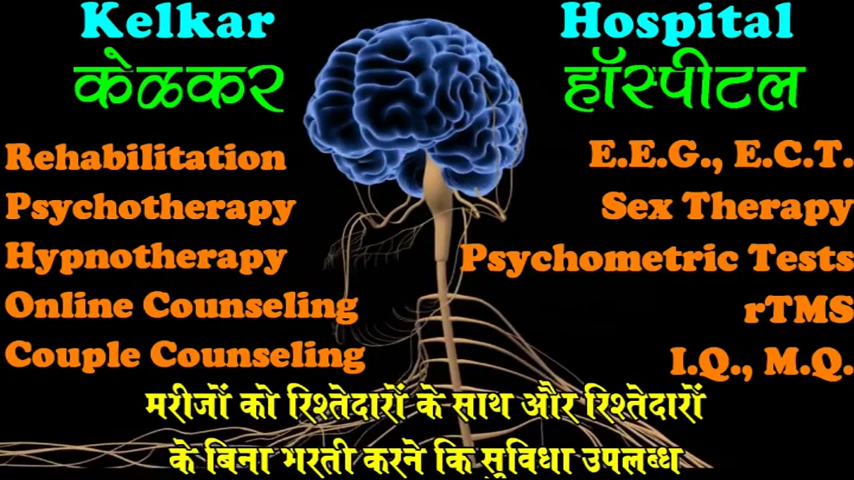 Kelkar Hospital
केळकर हॉस्पीटल
Rehabilitation
Psychotherapy
Hypnotherapy
Online Counseling
Couple Counseling
E.E.G., E.C.T.
Sex Therapy
Psychometric Tests
rTMS
I.Q., M.Q.
मरीजों को रिश्तेदारों के साथ और रिश्तेदारों
के बिना भरती करने कि सुविधा उपलब्ध